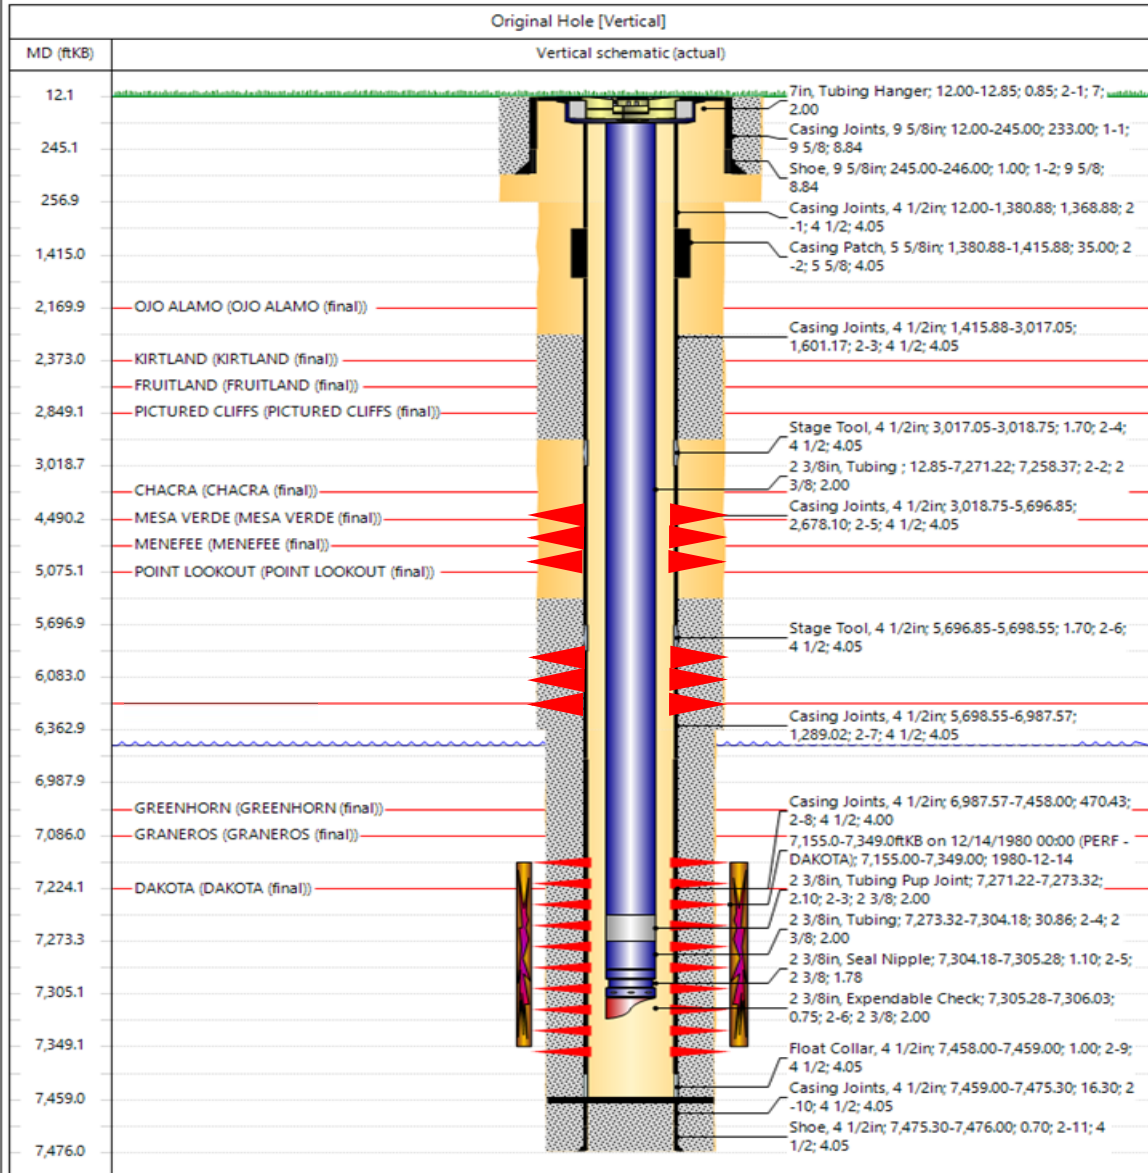 Original Hole [Vertical]
MD (ftKB)
Vertical schematic (actual)
12.1
245.1
256.9
1,415.0
2,169.9
2,373.0
2,849.1
3,018.7
4,490.2
5,075.1
5,696.9
6,083.0
6,362.9
6,987.9
7,086.0
7,224.1
7,273.3
7,305.1
7,349.1
7,459.0
7,476.0
OJO ALAMO (OJO ALAMO (final))
KIRTLAND (KIRTLAND (final))
FRUITLAND (FRUITLAND (final))
PICTURED CLIFFS (PICTURED CLIFFS (final))
CHACRA (CHACRA (final))
MESA VERDE (MESA VERDE (final))
MENEFEE (MENEFEE (final))
POINT LOOKOUT (POINT LOOKOUT (final))
GREENHORN (GREENHORN (final))
GRANEROS (GRANEROS (final))
DAKOTA (DAKOTA (final))
7in, Tubing Hanger; 12.00-12.85; 0.85; 2-1; 7;
2.00
Casing Joints, 9 5/8in; 12.00-245.00; 233.00; 1-1;
9 5/8; 8.84
Shoe, 9 5/8in; 245.00-246.00; 1.00; 1-2; 9 5/8;
8.84
Casing Joints, 4 1/2in; 12.00-1,380.88; 1,368.88; 2
-1; 4 1/2; 4.05
Casing Patch, 5 5/8in; 1,380.88-1,415.88; 35.00; 2
-2; 5 5/8; 4.05
Casing Joints, 4 1/2in; 1,415.88-3,017.05;
1,601.17; 2-3; 4 1/2; 4.05
Stage Tool, 4 1/2in; 3,017.05-3,018.75; 1.70; 2-4;
4 1/2; 4.05
2 3/8in, Tubing ; 12.85-7,271.22; 7,258.37; 2-2; 2
3/8; 2.00
Casing Joints, 4 1/2in; 3,018.75-5,696.85;
2,678.10; 2-5; 4 1/2; 4.05
Stage Tool, 4 1/2in; 5,696.85-5,698.55; 1.70; 2-6;
4 1/2; 4.05
Casing Joints, 4 1/2in; 5,698.55-6,987.57;
1,289.02; 2-7; 4 1/2; 4.05
Casing Joints, 4 1/2in; 6,987.57-7,458.00; 470.43;
2-8; 4 1/2; 4.00
7,155.0-7,349.0ftKB on 12/14/1980 00:00 (PERF -
DAKOTA); 7,155.00-7,349.00; 1980-12-14
2 3/8in, Tubing Pup Joint; 7,271.22-7,273.32;
2.10; 2-3; 2 3/8; 2.00
2 3/8in, Tubing; 7,273.32-7,304.18; 30.86; 2-4; 2
3/8; 2.00
2 3/8in, Seal Nipple; 7,304.18-7,305.28; 1.10; 2-5;
2 3/8; 1.78
2 3/8in, Expendable Check; 7,305.28-7,306.03;
0.75; 2-6; 2 3/8; 2.00
Float Collar, 4 1/2in; 7,458.00-7,459.00; 1.00; 2-9;
4 1/2; 4.05
Casing Joints, 4 1/2in; 7,459.00-7,475.30; 16.30; 2
-10; 4 1/2; 4.05
Shoe, 4 1/2in; 7,475.30-7,476.00; 0.70; 2-11; 4
1/2; 4.05